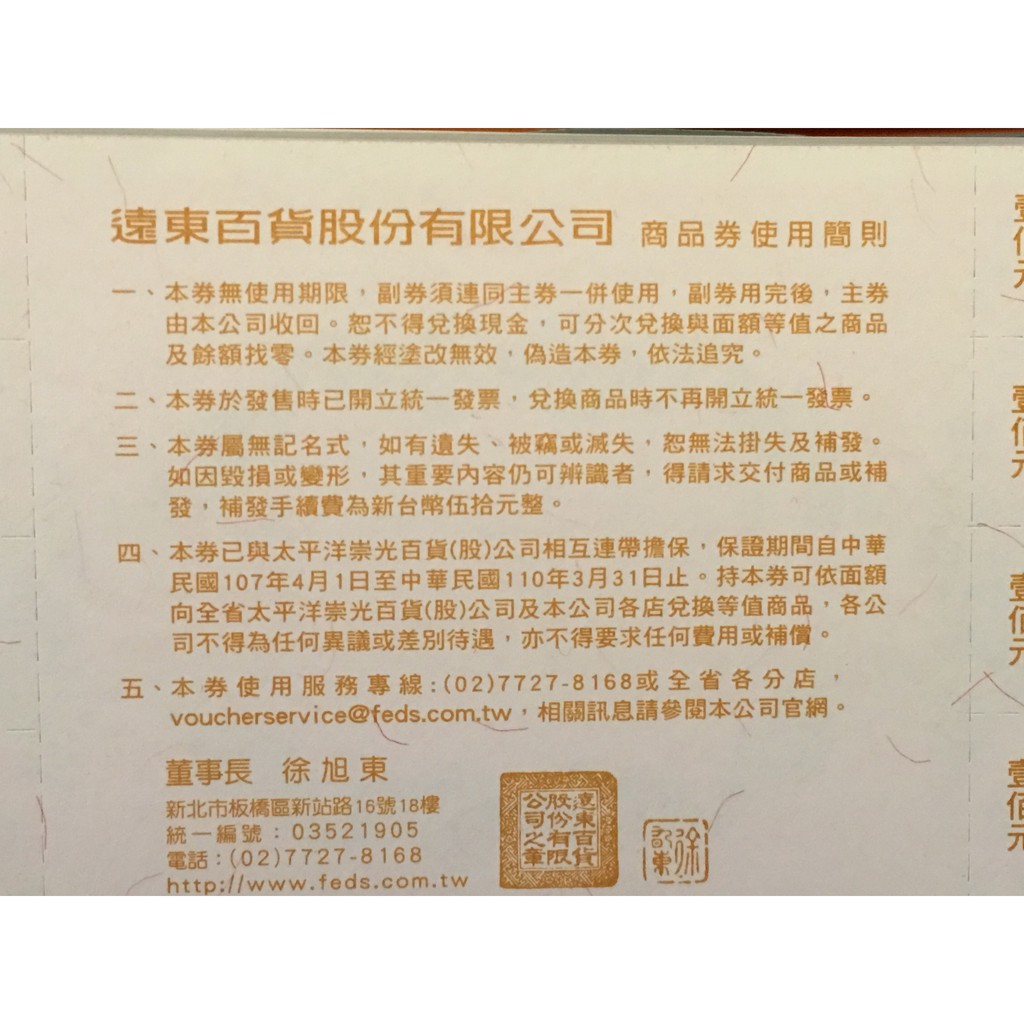 遠東百貨股份有限公司 商品券使用簡則
一、本券無使用期限，副券須連同主券一併使用，副券用完後，主券
由本公司收回。恕不得兌換現金，可分次兌換與面額等值之商品
及餘額找零。本券經塗改無效，偽造本券，依法追究。
二、本券於發售時已開立統一發票，兌換商品時不再開立統一發票。
三、本券屬無記名式，如有遺失、被竊或滅失，恕無法掛失及補發。
如因毀損或變形，其重要內容仍可辨識者，得請求交付商品或補
發，補發手續費為新台幣伍拾元整。
四、本券已與太平洋崇光百貨(股)公司相互連帶擔保，保證期間自中華
民國107年4月1日至中華民國110年3月31日止。持本券可依面額
向全省太平洋崇光百貨(股)公司及本公司各店兌換等值商品，各公
司不得為任何異議或差別待遇，亦不得要求任何費用或補償。
五、本券使用服務專線:(02)7727-8168或全省各分店，
voucherservice@feds.com.tw，相關訊息請參閱本公司官網。
董事長 徐旭東
新北市板橋區新站路16號18樓
統一編號：03521905
電話：(02)7727-8168
http://www.feds.com.tw
遠東百貨
股份有限
公司之章
徐
旭東
壹佰元
壹佰元
壹佰元
壹佰元